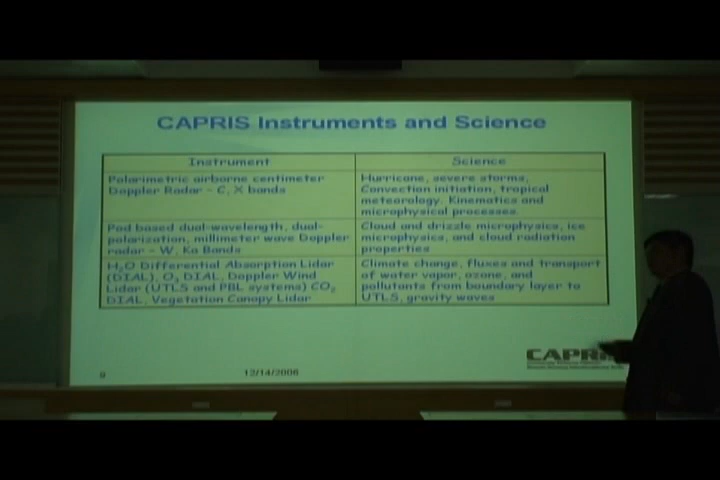 CAPRIS Instruments and Science
Instrument
Science
Polarimetric airborne centimeter
Doppler Radar – C, X bands
Hurricane, severe storms,
Convection initiation, tropical
meteorology. Kinematics and
microphysical processes.
Pod based dual-wavelength, dual-
polarization, millimeter wave Doppler
radar – W, Ka Bands
Cloud and drizzle microphysics, ice
microphysics, and cloud radiation
properties
H₂O Differential Absorption Lidar
(DIAL), O₃ DIAL, Doppler Wind
Lidar (UTLS and PBL systems) CO₂
DIAL, Vegetation Canopy Lidar
Climate change, fluxes and transport
of water vapor, ozone, and
pollutants from boundary layer to
UTLS, gravity waves
CAPRIS
9
12/14/2006